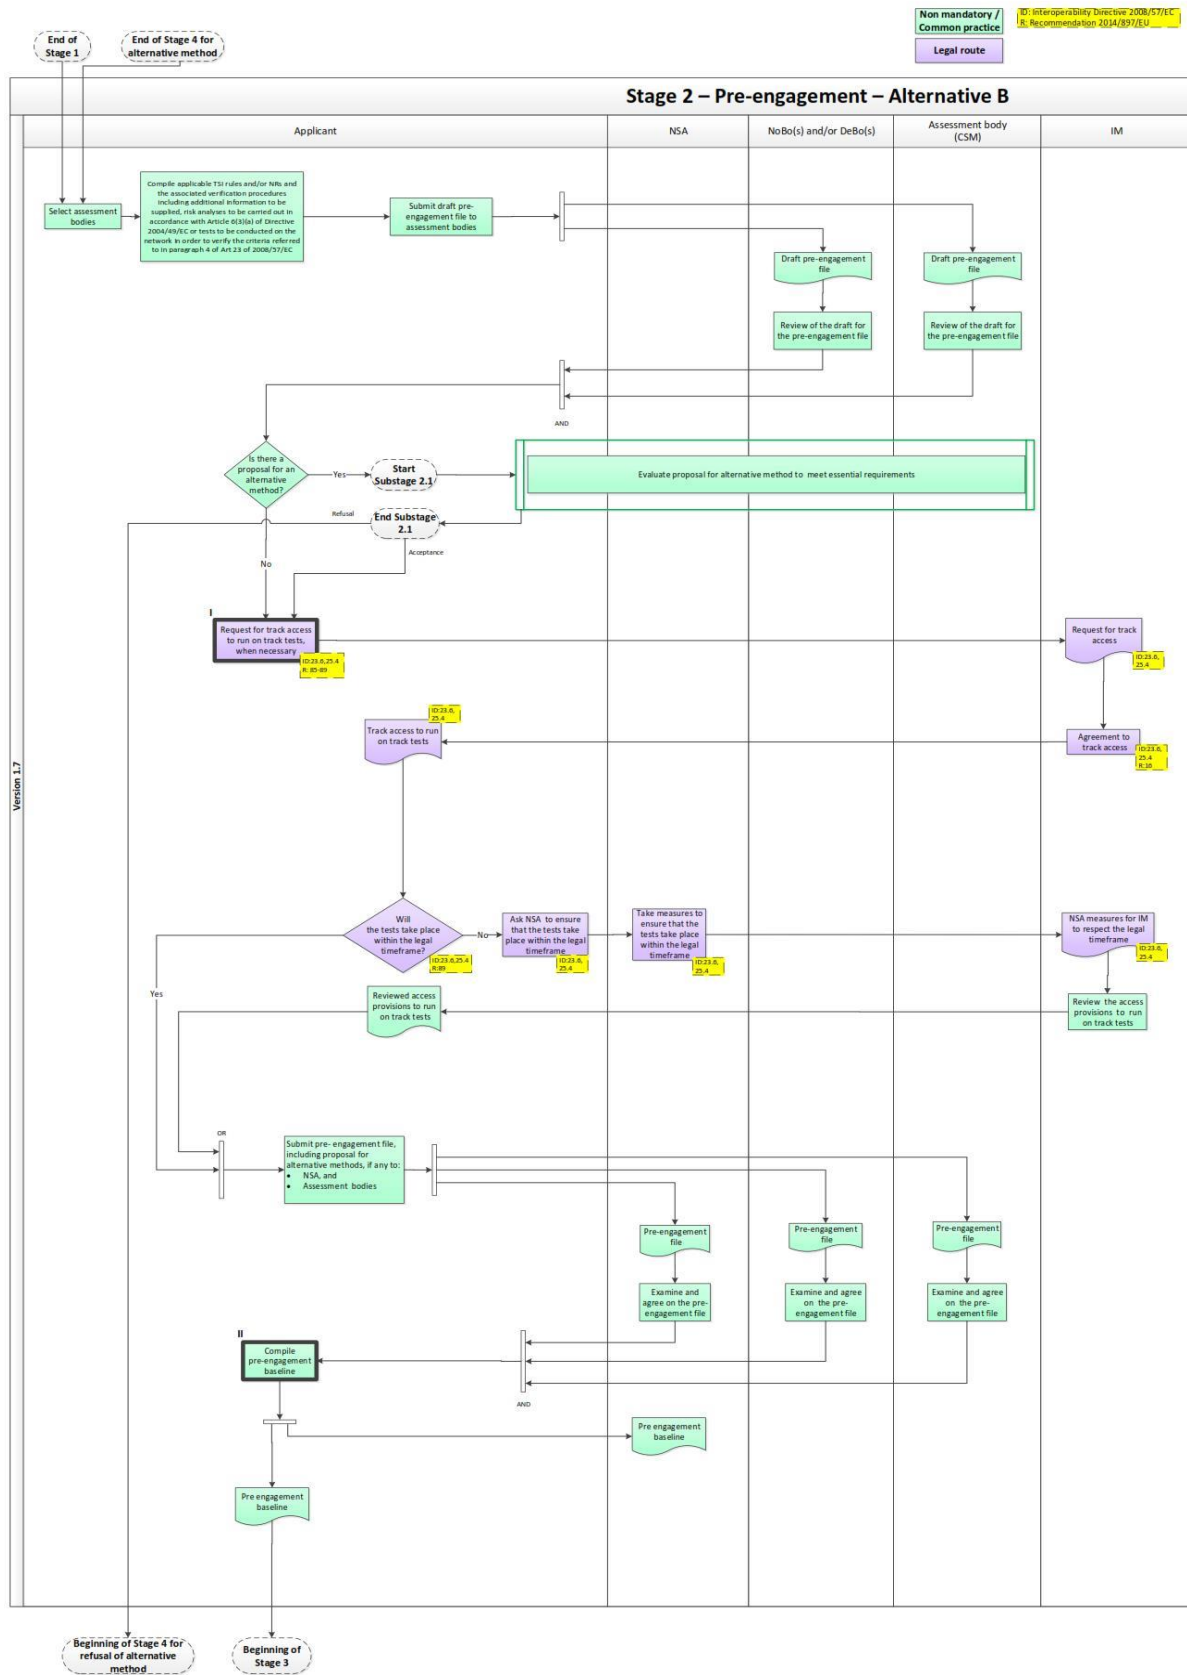 Non mandatory /
Common practice
ID: Interoperability Directive 2008/57/EC
R: Recommendation 2014/897/EU
Legal route
End of
Stage 1
End of Stage 4 for
alternative method
Stage 2 – Pre-engagement – Alternative B
Applicant
NSA
NoBo(s) and/or DeBo(s)
Assessment body
(CSM)
IM
Version 1.7
Select assessment
bodies
Compile applicable TSI rules and/or NRs and
the associated verification procedures
including additional information to be
supplied, risk analyses to be carried out in
accordance with Article 6(3)(a) of Directive
2004/49/EC or tests to be conducted on the
network in order to verify the criteria referred
to in paragraph 4 of Art 23 of 2008/57/EC
Submit draft pre-
engagement file to
assessment bodies
Draft pre-engagement
file
Draft pre-engagement
file
Review of the draft for
the pre-engagement file
Review of the draft for
the pre-engagement file
AND
Is there a
proposal for an
alternative
method?
Yes
Start
Substage 2.1
Evaluate proposal for alternative method to meet essential requirements
Refusal
End Substage
2.1
Acceptance
No
I
Request for track access
to run on track tests,
when necessary
ID:23.6,25.4
R: 85-89
Request for track
access
ID:23.6,
25.4
ID:23.6,
25.4
Track access to run
on track tests
Agreement to
track access
ID:23.6,
25.4
R:16
Will
the tests take place
within the legal
timeframe?
ID:23.6,25.4
R:89
No
Ask NSA to ensure
that the tests take
place within the legal
timeframe
ID:23.6,
25.4
Take measures to
ensure that the
tests take place
within the legal
timeframe
ID:23.6,
25.4
NSA measures for IM
to respect the legal
timeframe
ID:23.6,
25.4
Yes
Reviewed access
provisions to run
on track tests
Review the access
provisions to run
on track tests
OR
Submit pre- engagement file,
including proposal for
alternative methods, if any to:
• NSA, and
• Assessment bodies
Pre-engagement
file
Pre-engagement
file
Pre-engagement
file
Examine and
agree on the pre-
engagement file
Examine and agree
on the pre-
engagement file
Examine and agree
on the pre-
engagement file
II
Compile
pre-engagement
baseline
AND
Pre engagement
baseline
Pre engagement
baseline
Beginning of Stage 4 for
refusal of alternative
method
Beginning of
Stage 3